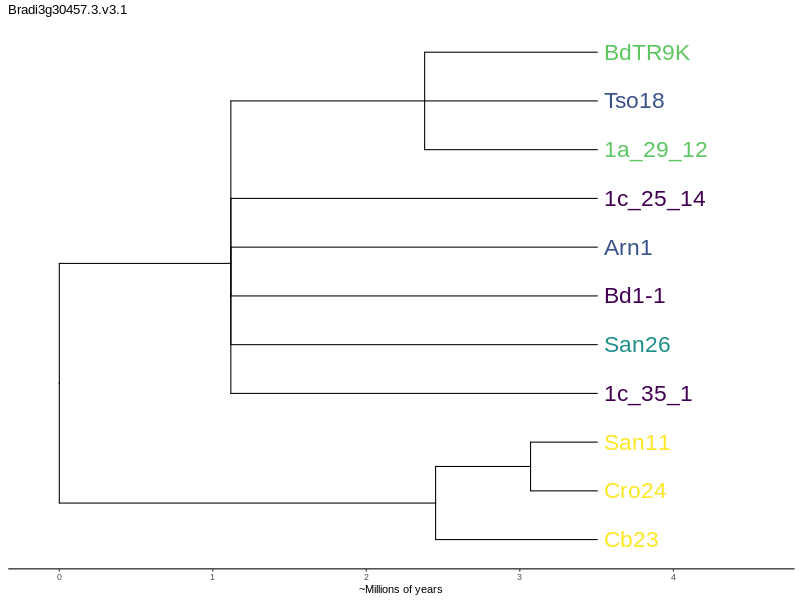 Bradi3g30457.3.v3.1
BdTR9K
Tso18
1a_29_12
1c_25_14
Arn1
Bd1-1
San26
1c_35_1
San11
Cro24
Cb23
0 1 2 3 4
~Millions of years